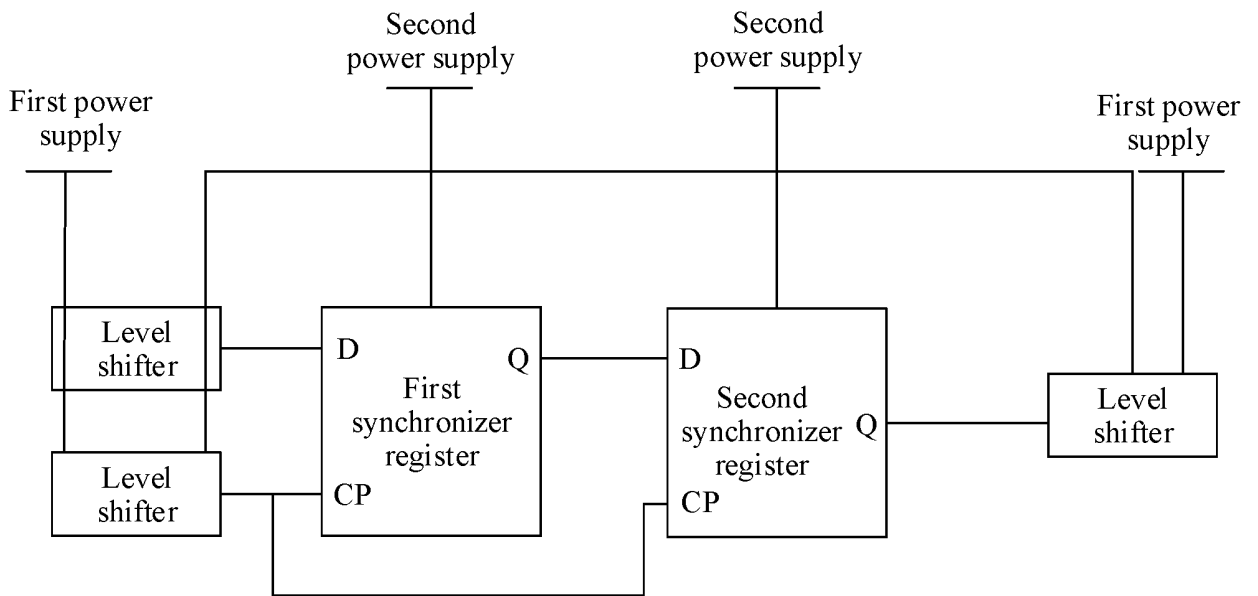 Second
power supply
Second
power supply
First power
supply
First power
supply
Level
shifter
D
Q
First
synchronizer
register
CP
D
Second
synchronizer
register
Q
CP
Level
shifter
Level
shifter